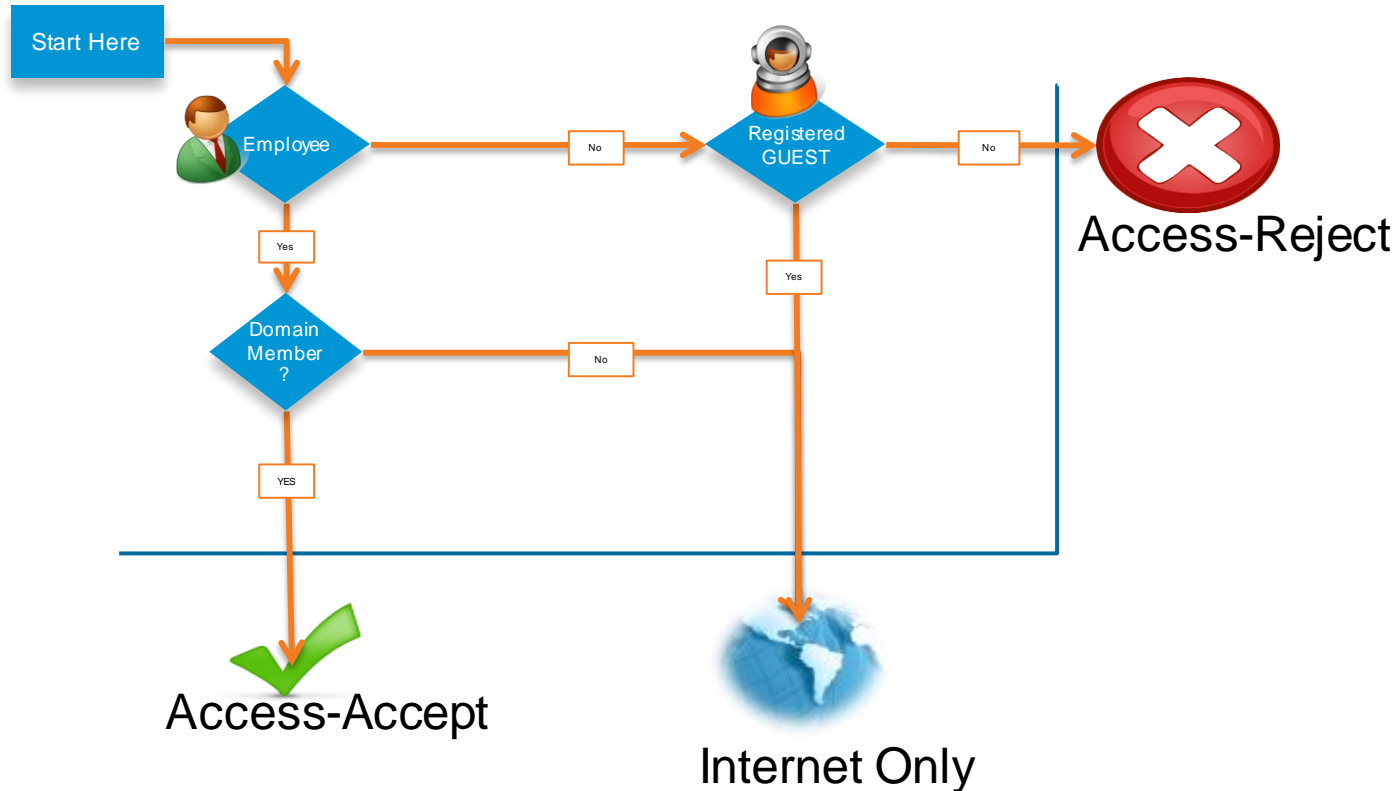 Start Here
Employee
No
Registered
GUEST
No
Access-Reject
Yes
Yes
Domain
Member
?
No
YES
Access-Accept
Internet Only